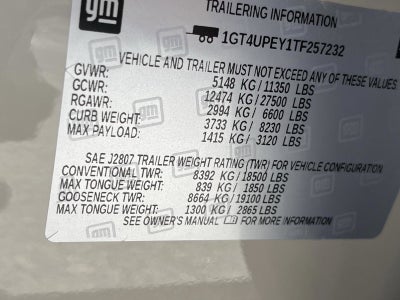 gm
TRAILERING INFORMATION
1GT4UPEY1TF257232
VEHICLE AND TRAILER MUST NOT EXCEED ANY OF THESE VALUES
GVWR: 5148 KG/11350 LBS
GCWR: 12474 KG/27500 LBS
RGAWR: 2994 KG/ 6600 LBS
CURB WEIGHT: 3733 KG/ 8230 LBS
MAX PAYLOAD: 1415 KG/ 3120 LBS
SAE J2807 TRAILER WEIGHT RATING (TWR) FOR VEHICLE CONFIGURATION
CONVENTIONAL TWR: 8392 KG/18500 LBS
MAX TONGUE WEIGHT: 839 KG/ 1850 LBS
GOOSENECK TWR: 8664 KG/19100 LBS
MAX TONGUE WEIGHT: 1300 KG/ 2865 LBS
SEE OWNER'S MANUAL FOR MORE INFORMATION